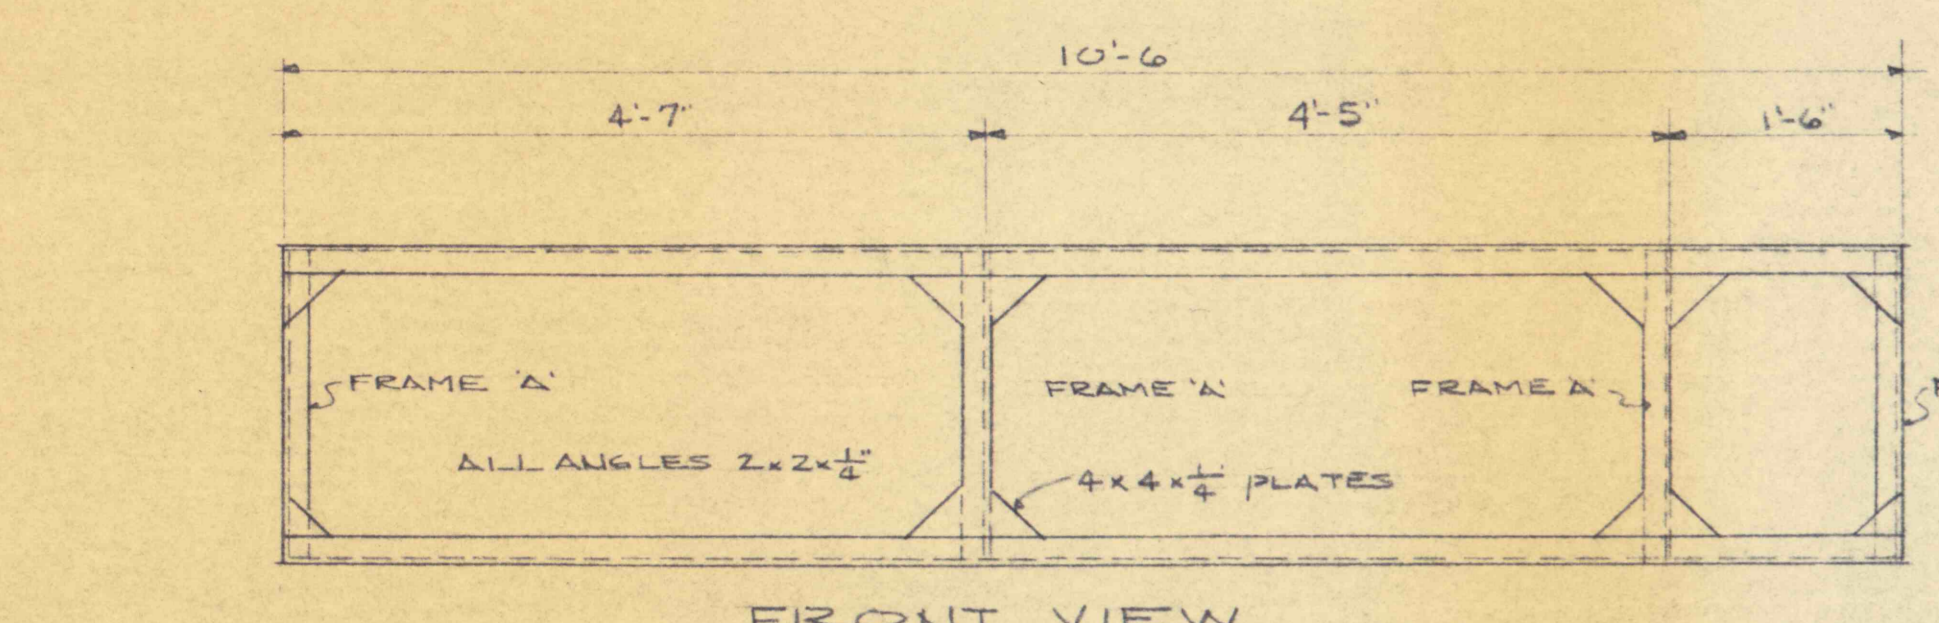 10'-6
4'-7"
4'-5"
1'-6"
FRAME 'A'
FRAME 'A'
FRAME A'
ALL ANGLES 2x2x1/4"
4x4x1/4 PLATES
FRONT VIEW